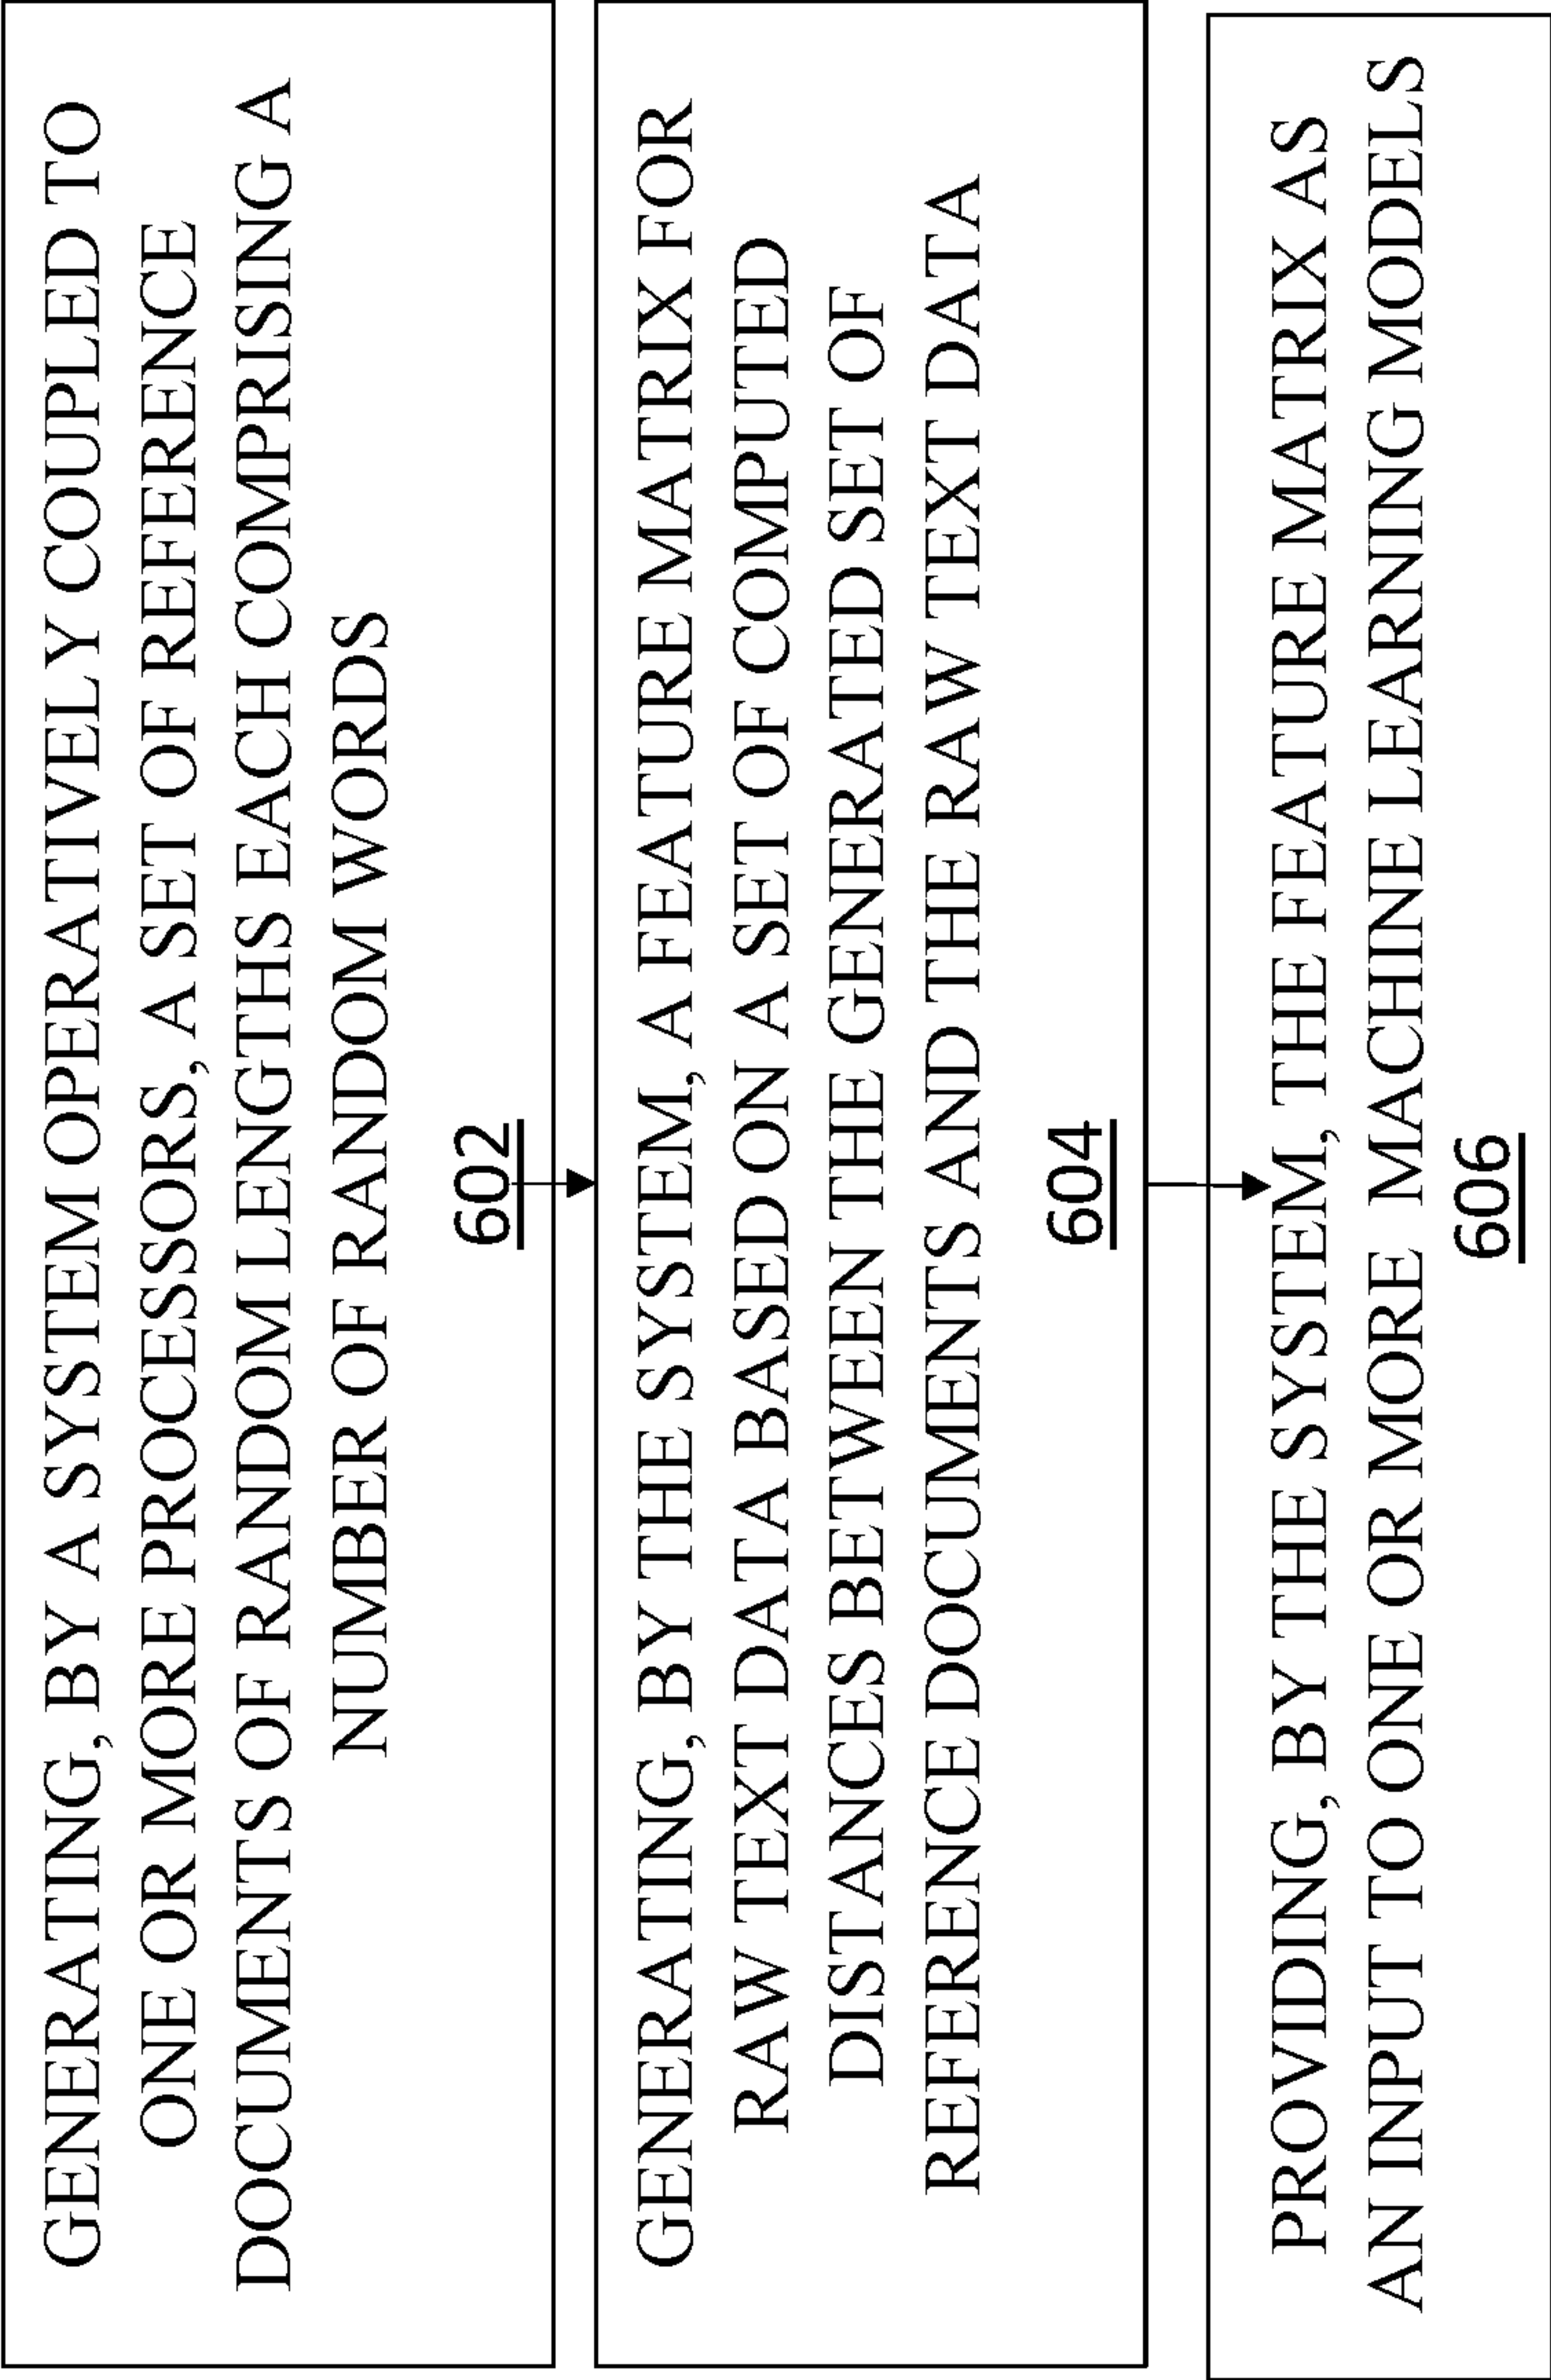 GENERATING, BY A SYSTEM OPERATIVELY COUPLED TO
ONE OR MORE PROCESSORS, A SET OF REFERENCE
DOCUMENTS OF RANDOM LENGTHS EACH COMPRISING A
NUMBER OF RANDOM WORDS
602
GENERATING, BY THE SYSTEM, A FEATURE MATRIX FOR
RAW TEXT DATA BASED ON A SET OF COMPUTED
DISTANCES BETWEEN THE GENERATED SET OF
REFERENCE DOCUMENTS AND THE RAW TEXT DATA
604
PROVIDING, BY THE SYSTEM, THE FEATURE MATRIX AS
AN INPUT TO ONE OR MORE MACHINE LEARNING MODELS
606